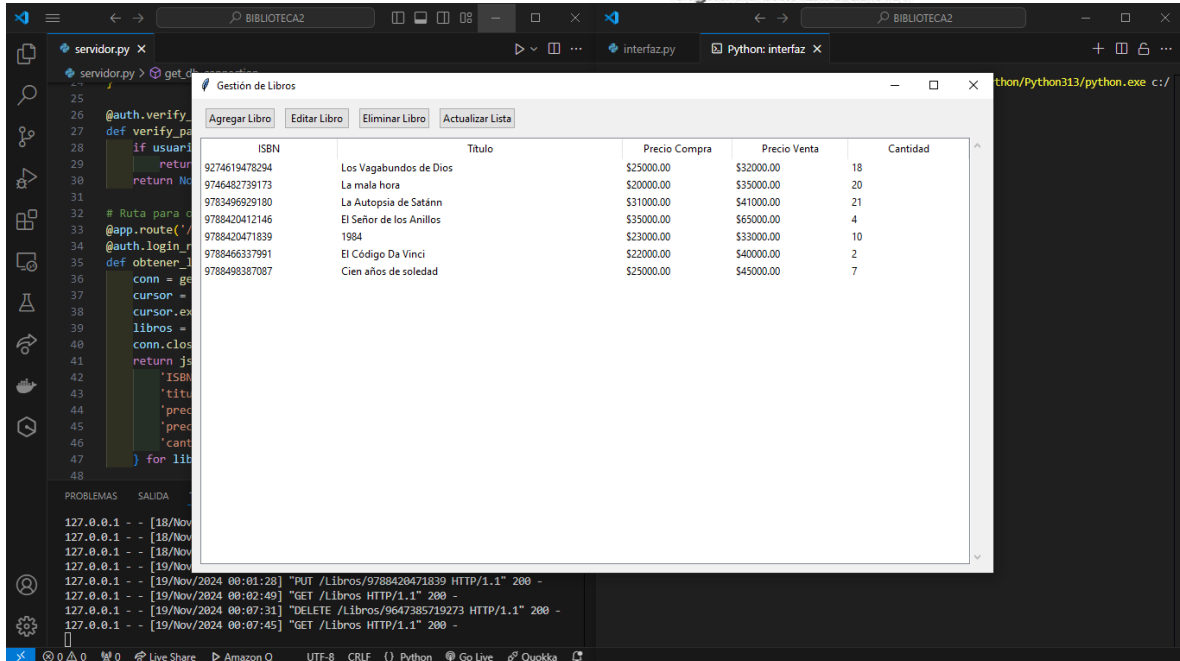 BIBLIOTECA2
BIBLIOTECA2
servidor.py
interfaz.py
Python: interfaz
servidor.py > get_db_connection
thon/Python313/python.exe c:/
Gestión de Libros
Agregar Libro Editar Libro Eliminar Libro Actualizar Lista
ISBN Título Precio Compra Precio Venta Cantidad
9274619478294 Los Vagabundos de Dios $25000.00 $32000.00 18
9746482739173 La mala hora $20000.00 $35000.00 20
9783496929180 La Autopsia de Satánn $31000.00 $41000.00 21
9788420412146 El Señor de los Anillos $35000.00 $65000.00 4
9788420471839 1984 $23000.00 $33000.00 10
9788466337991 El Código Da Vinci $22000.00 $40000.00 2
9788498387087 Cien años de soledad $25000.00 $45000.00 7
24 }
25
26 @auth.verify_
27 def verify_pa
28 if usuari
29 retur
30 return No
31
32 # Ruta para o
33 @app.route('/
34 @auth.login_r
35 def obtener_l
36 conn = ge
37 cursor =
38 cursor.ex
39 libros =
40 conn.clos
41 return js
42 'ISBN
43 'titu
44 'prec
45 'prec
46 'cant
47 } for lib
48
PROBLEMAS SALIDA
127.0.0.1 - - [18/Nov
127.0.0.1 - - [18/Nov
127.0.0.1 - - [18/Nov
127.0.0.1 - - [19/Nov
127.0.0.1 - - [19/Nov/2024 00:01:28] "PUT /Libros/9788420471839 HTTP/1.1" 200 -
127.0.0.1 - - [19/Nov/2024 00:02:49] "GET /Libros HTTP/1.1" 200 -
127.0.0.1 - - [19/Nov/2024 00:07:31] "DELETE /Libros/9647385719273 HTTP/1.1" 200 -
127.0.0.1 - - [19/Nov/2024 00:07:45] "GET /Libros HTTP/1.1" 200 -
0 0 0 Live Share Amazon Q UTF-8 CRLF {} Python Go Live Quokka